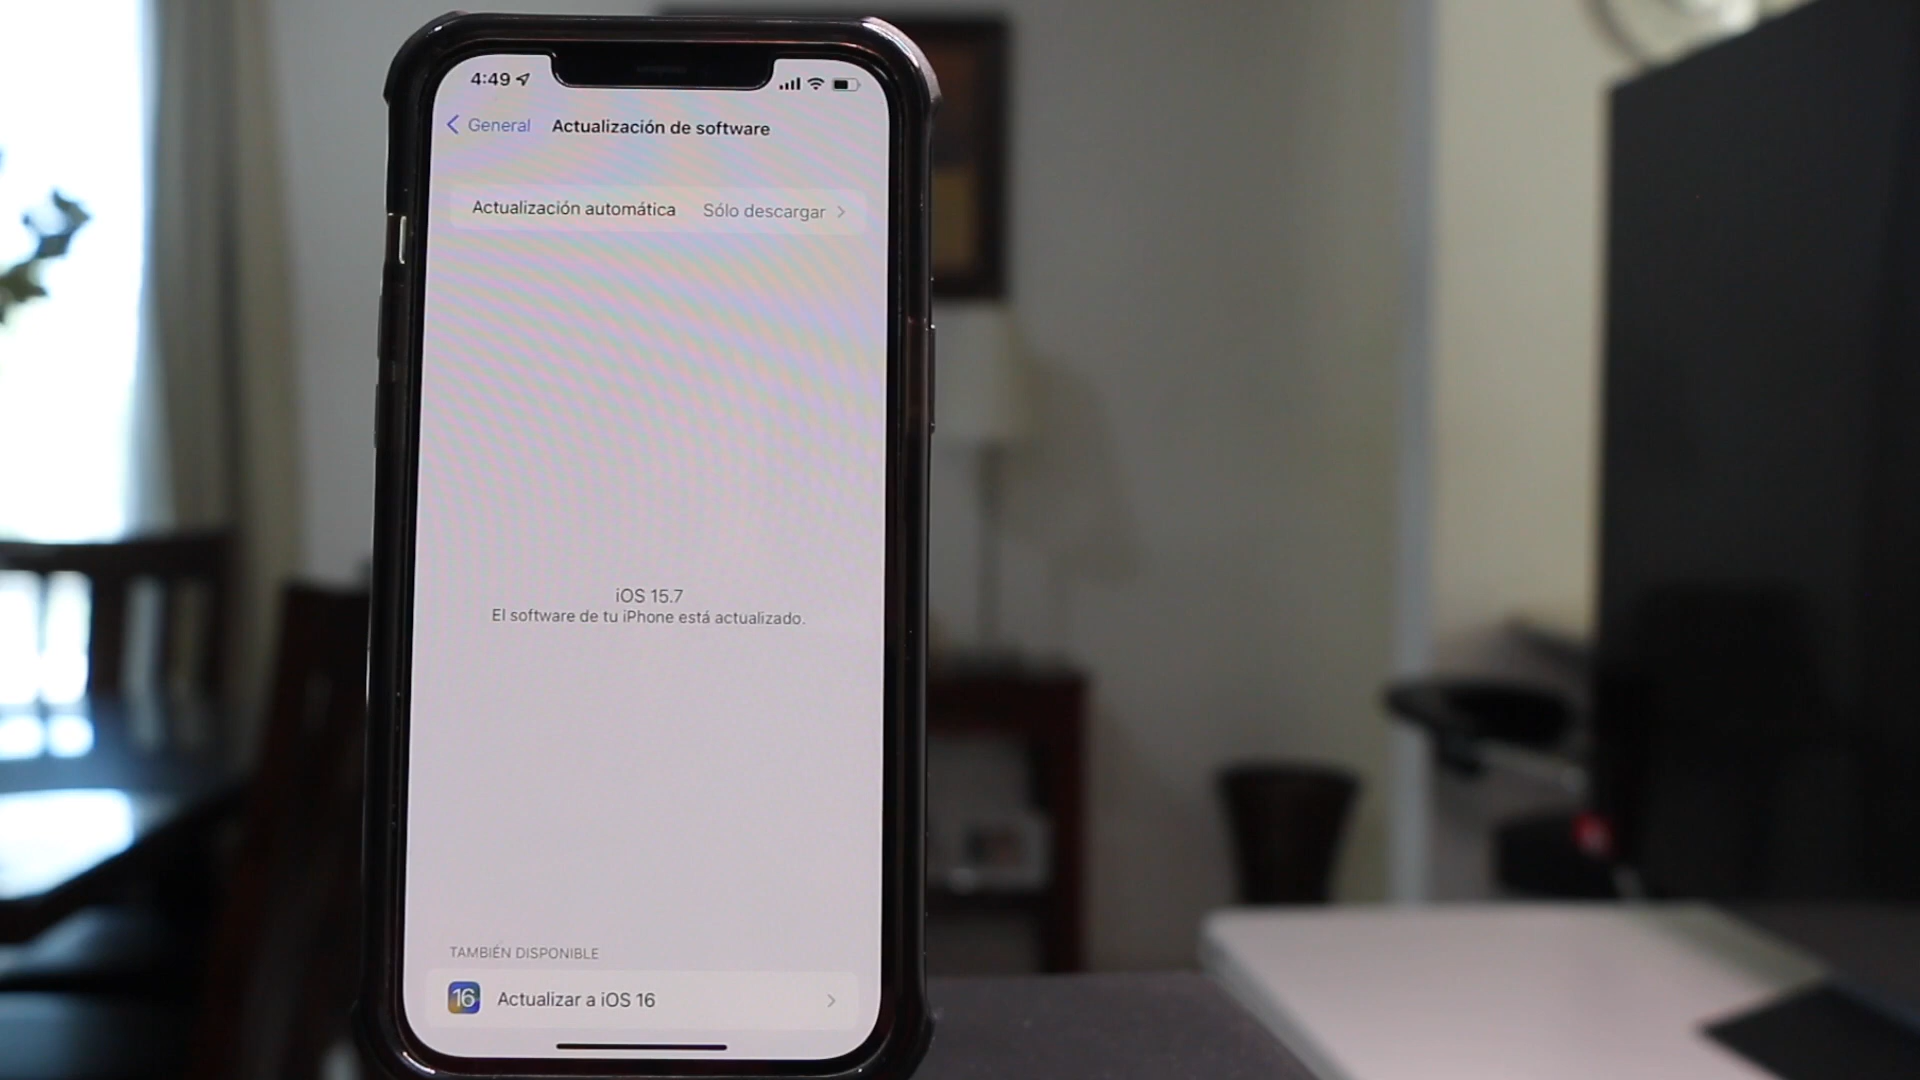 4:49
General
Actualización de software
Actualización automática
Sólo descargar
iOS 15.7
El software de tu iPhone está actualizado.
TAMBIÉN DISPONIBLE
16
Actualizar a iOS 16